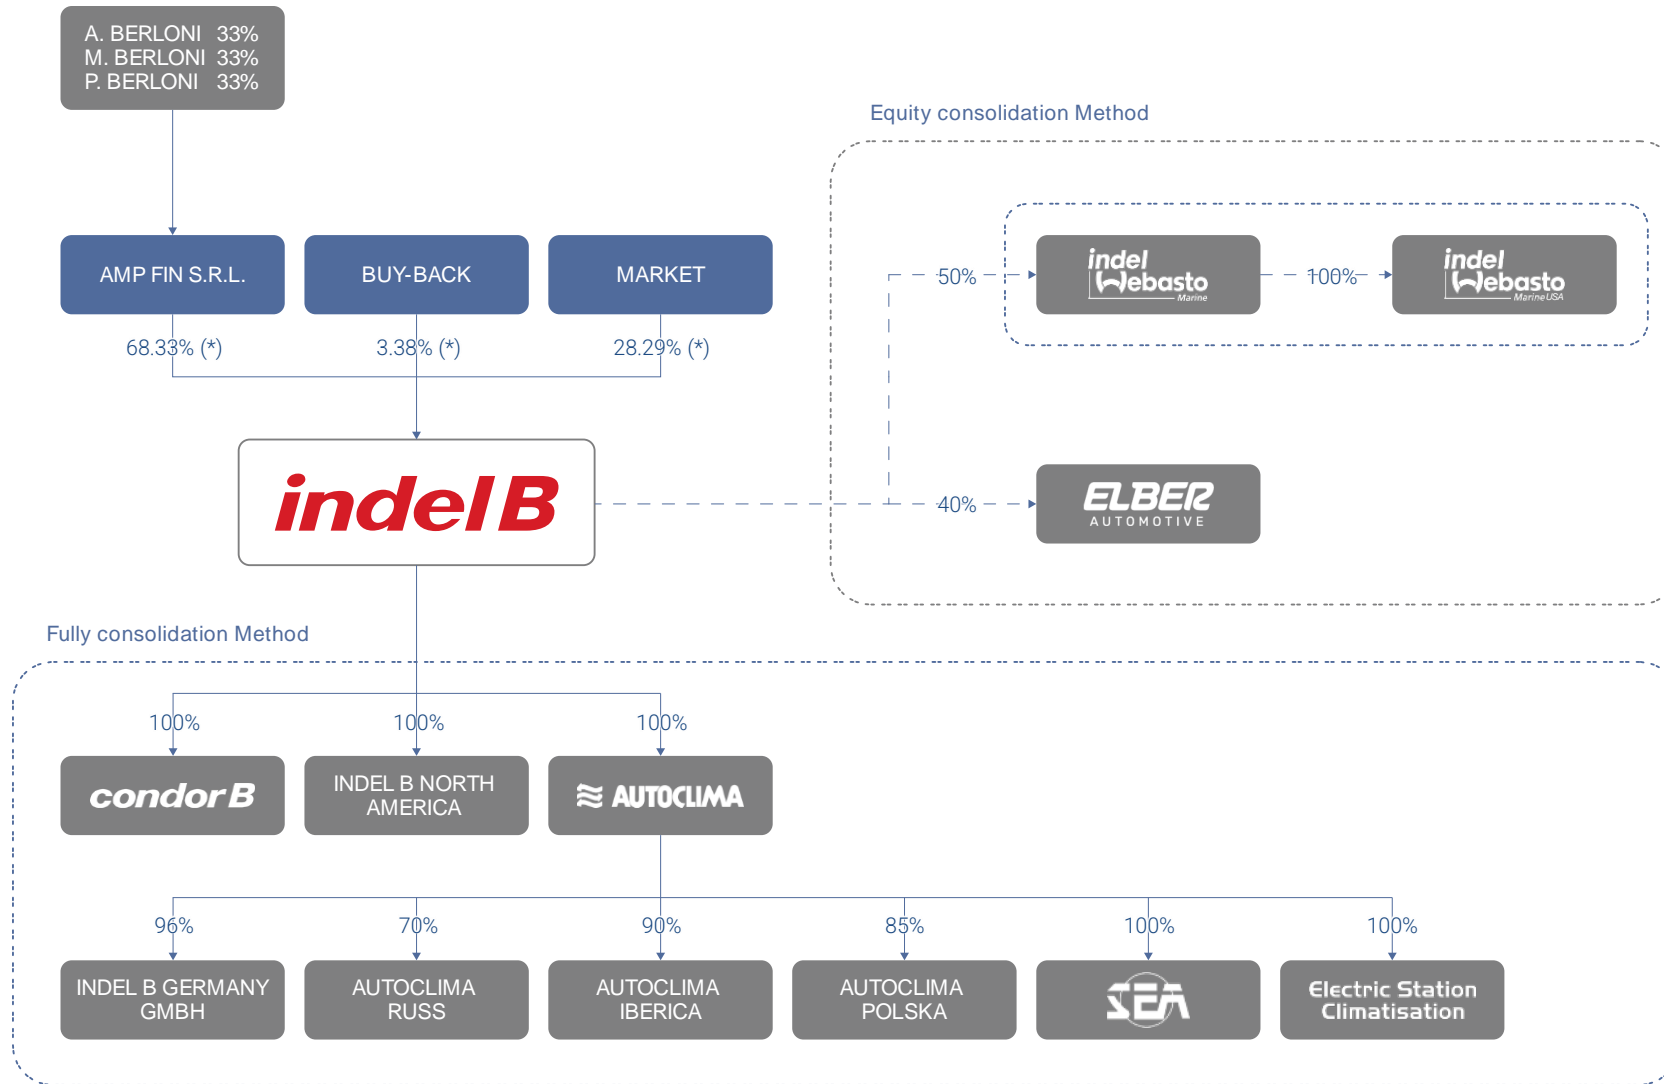 A. BERLONI 33%
M. BERLONI 33%
P. BERLONI 33%
Equity consolidation Method
AMP FIN S.R.L.
BUY-BACK
MARKET
50%
indel
Webasto
Marine
100%
indel
Webasto
Marine USA
68.33% (*)
3.38% (*)
28.29% (*)
indel B
40%
ELBER
AUTOMOTIVE
Fully consolidation Method
100%
100%
100%
condor B
INDEL B NORTH
AMERICA
AUTOCLIMA
96%
70%
90%
85%
100%
100%
INDEL B GERMANY
GMBH
AUTOCLIMA
RUSS
AUTOCLIMA
IBERICA
AUTOCLIMA
POLSKA
SEA
Electric Station
Climatisation